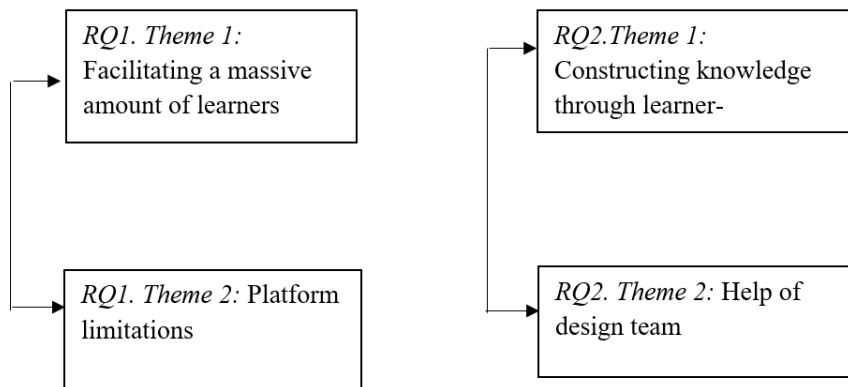 RQ1. Theme 1:
Facilitating a massive
amount of learners
RQ2.Theme 1:
Constructing knowledge
through learner-
RQ1. Theme 2: Platform
limitations
RQ2. Theme 2: Help of
design team